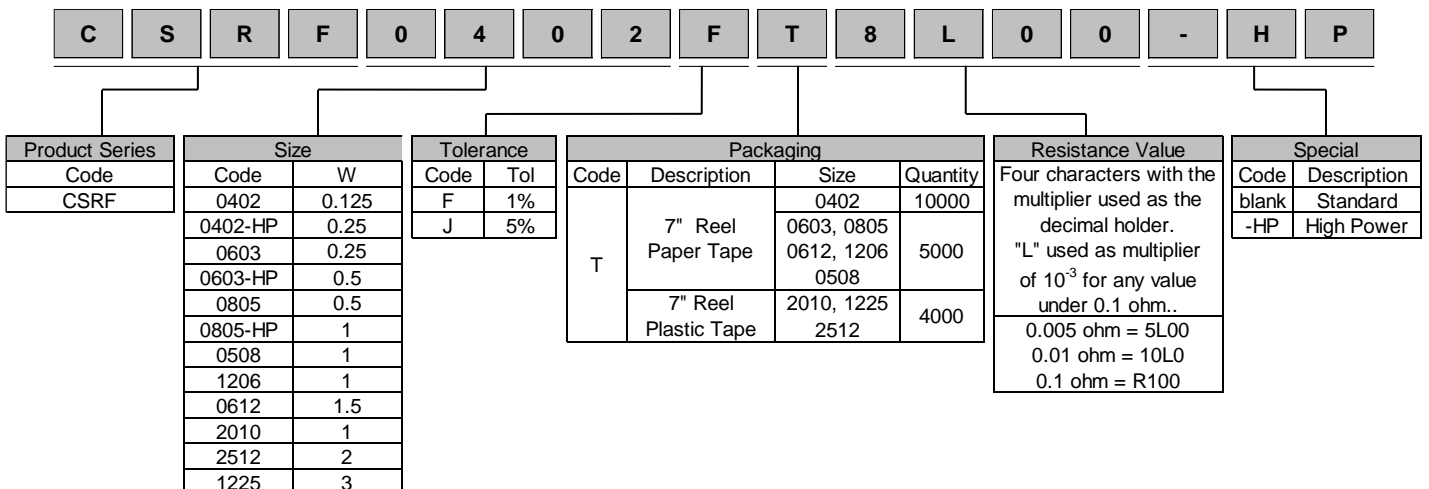 C S R F 0 4 0 2 F T 8 L 0 0 - H P
Product Series
Code
CSRF
Size
Code W
0402 0.125
0402-HP 0.25
0603 0.25
0603-HP 0.5
0805 0.5
0805-HP 1
0508 1
1206 1
0612 1.5
2010 1
2512 2
1225 3
Tolerance
Code Tol
F 1%
J 5%
Packaging
Code Description Size Quantity
T
7" Reel
Paper Tape
0402 10000
0603, 0805
0612, 1206
0508
5000
7" Reel
Plastic Tape
2010, 1225
2512
4000
Resistance Value
Four characters with the
multiplier used as the
decimal holder.
"L" used as multiplier
of 10⁻³ for any value
under 0.1 ohm..
0.005 ohm = 5L00
0.01 ohm = 10L0
0.1 ohm = R100
Special
Code Description
blank Standard
-HP High Power